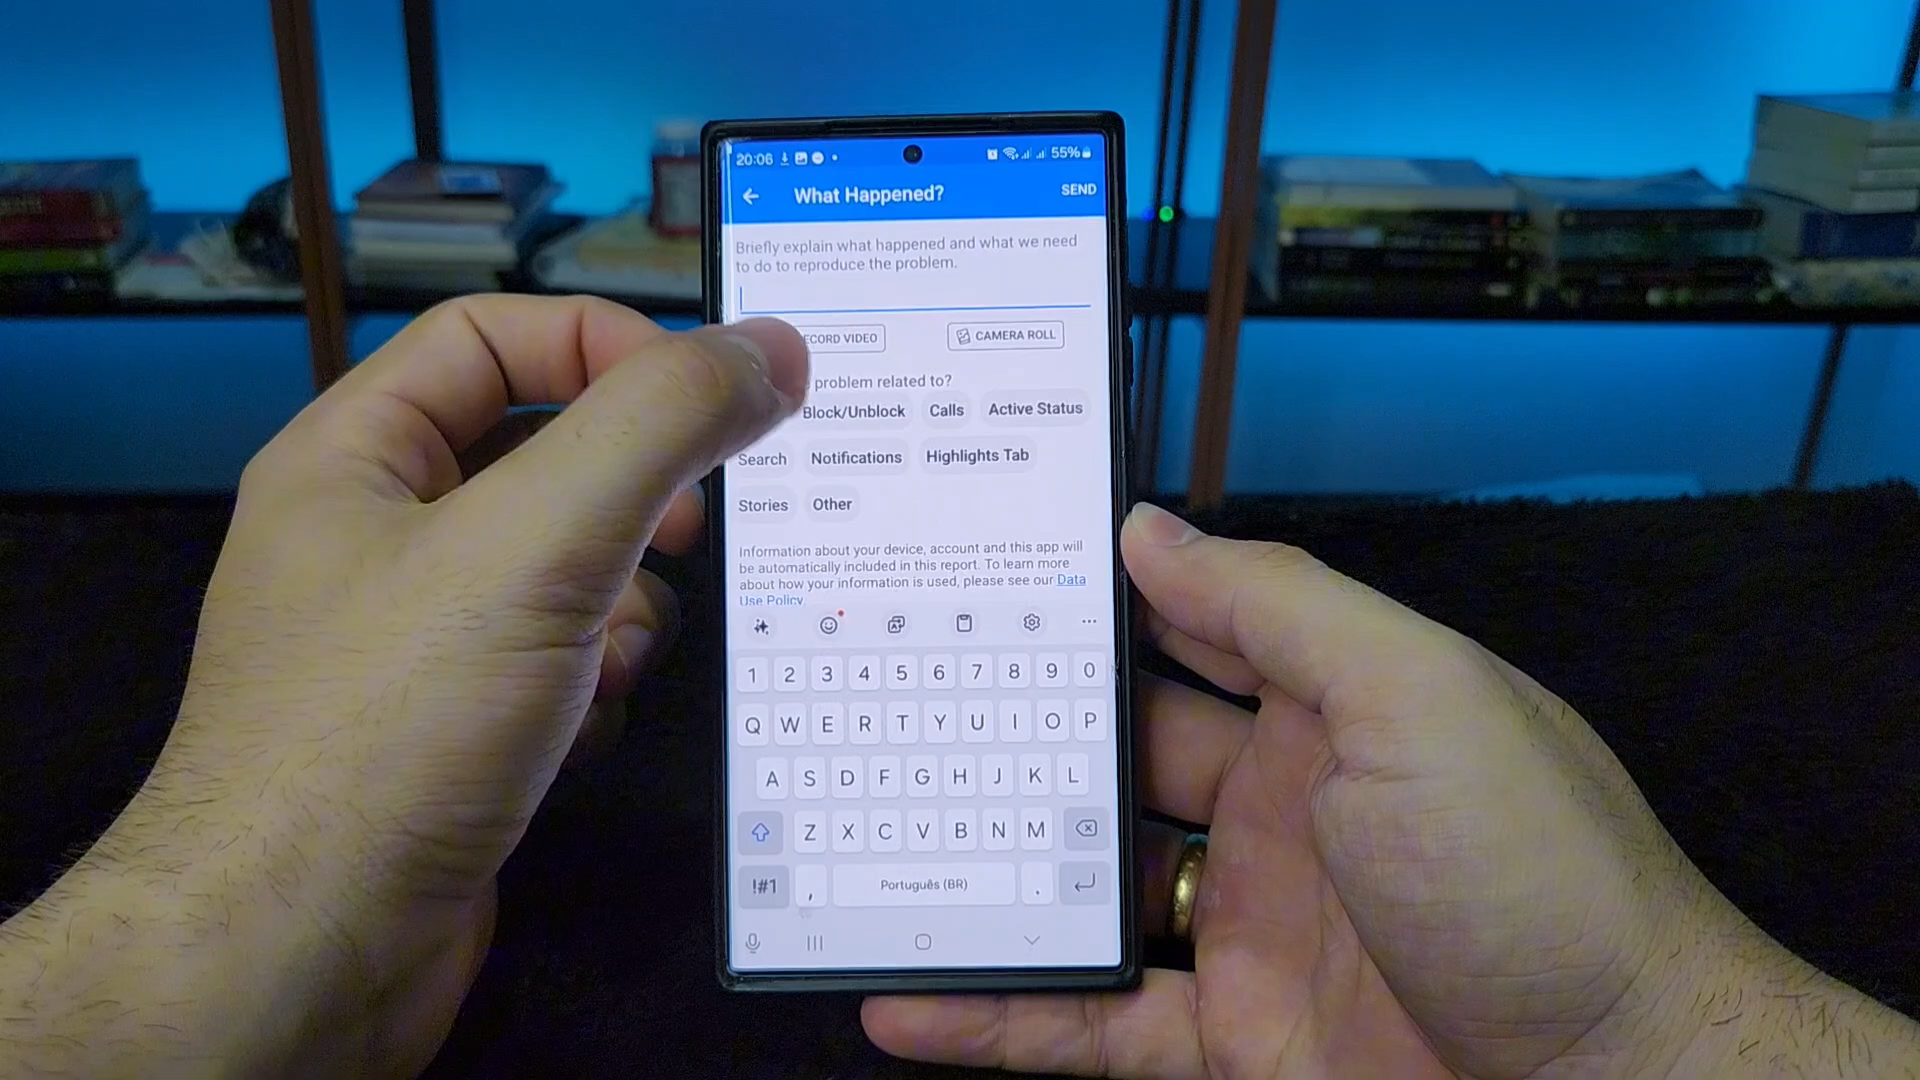 20:06 55%
What Happened? SEND
Briefly explain what happened and what we need
to do to reproduce the problem.
ECORD VIDEO CAMERA ROLL
problem related to?
Block/Unblock Calls Active Status
Search Notifications Highlights Tab
Stories Other
Information about your device, account and this app will
be automatically included in this report. To learn more
about how your information is used, please see our Data
Use Policy.
1 2 3 4 5 6 7 8 9 0
Q W E R T Y U I O P
A S D F G H J K L
Z X C V B N M
!#1 , Português (BR) .